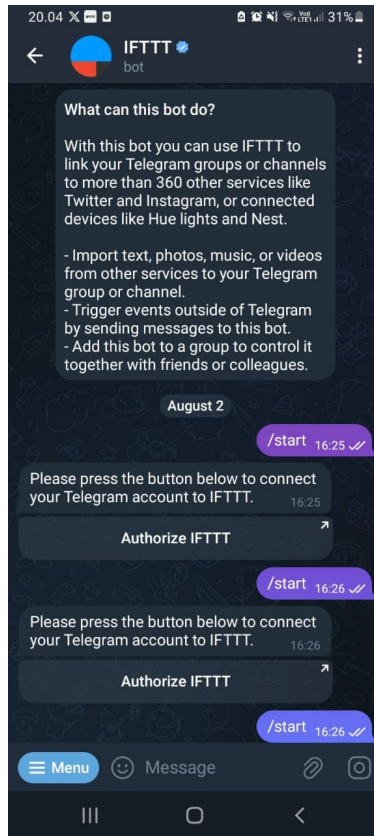 20.04
31%
IFTTT
bot
What can this bot do?
With this bot you can use IFTTT to
link your Telegram groups or channels
to more than 360 other services like
Twitter and Instagram, or connected
devices like Hue lights and Nest.
- Import text, photos, music, or videos
from other services to your Telegram
group or channel.
- Trigger events outside of Telegram
by sending messages to this bot.
- Add this bot to a group to control it
together with friends or colleagues.
August 2
/start 16:25
Please press the button below to connect
your Telegram account to IFTTT. 16:25
Authorize IFTTT
/start 16:26
Please press the button below to connect
your Telegram account to IFTTT. 16:26
Authorize IFTTT
/start 16:26
Menu
Message